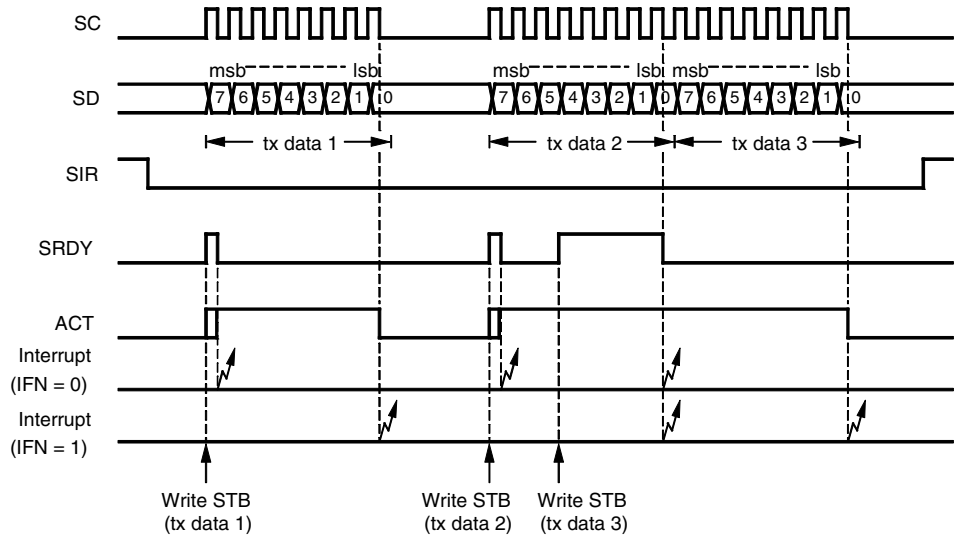 SC
msb lsb msb lsb msb lsb
SD 7 6 5 4 3 2 1 0 7 6 5 4 3 2 1 0 7 6 5 4 3 2 1 0
tx data 1 tx data 2 tx data 3
SIR
SRDY
ACT
Interrupt
(IFN = 0)
Interrupt
(IFN = 1)
Write STB
(tx data 1)
Write STB
(tx data 2)
Write STB
(tx data 3)